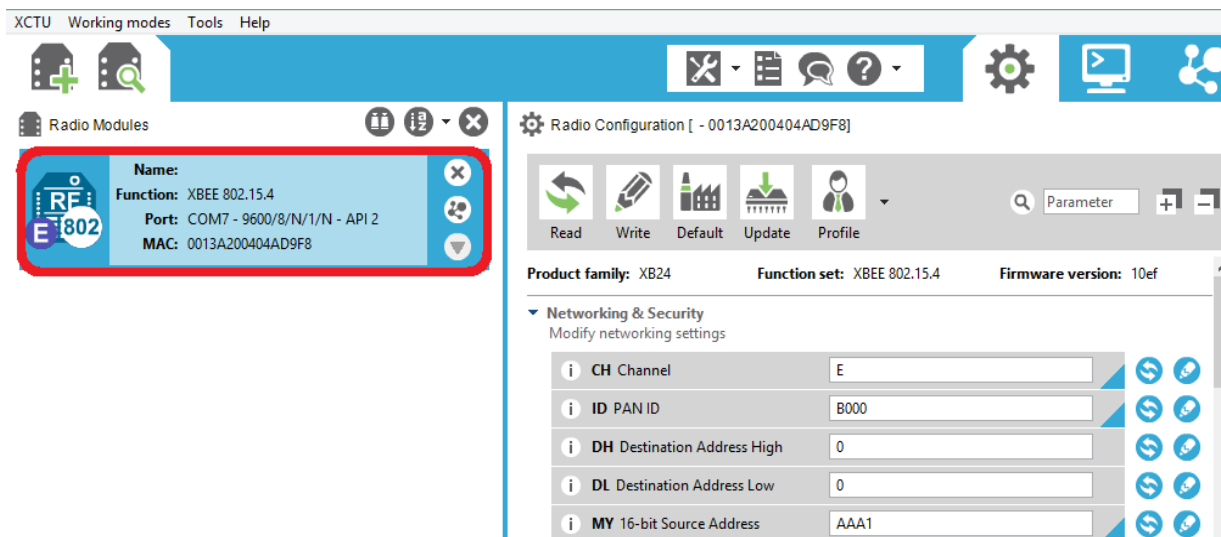 XCTU Working modes Tools Help
Radio Modules
Name:
Function: XBEE 802.15.4
Port: COM7 - 9600/8/N/1/N - API 2
MAC: 0013A200404AD9F8
RF
E 802
Radio Configuration [ - 0013A200404AD9F8]
Read Write Default Update Profile
Parameter
Product family: XB24 Function set: XBEE 802.15.4 Firmware version: 10ef
Networking & Security
Modify networking settings
i CH Channel E
i ID PAN ID B000
i DH Destination Address High 0
i DL Destination Address Low 0
i MY 16-bit Source Address AAA1